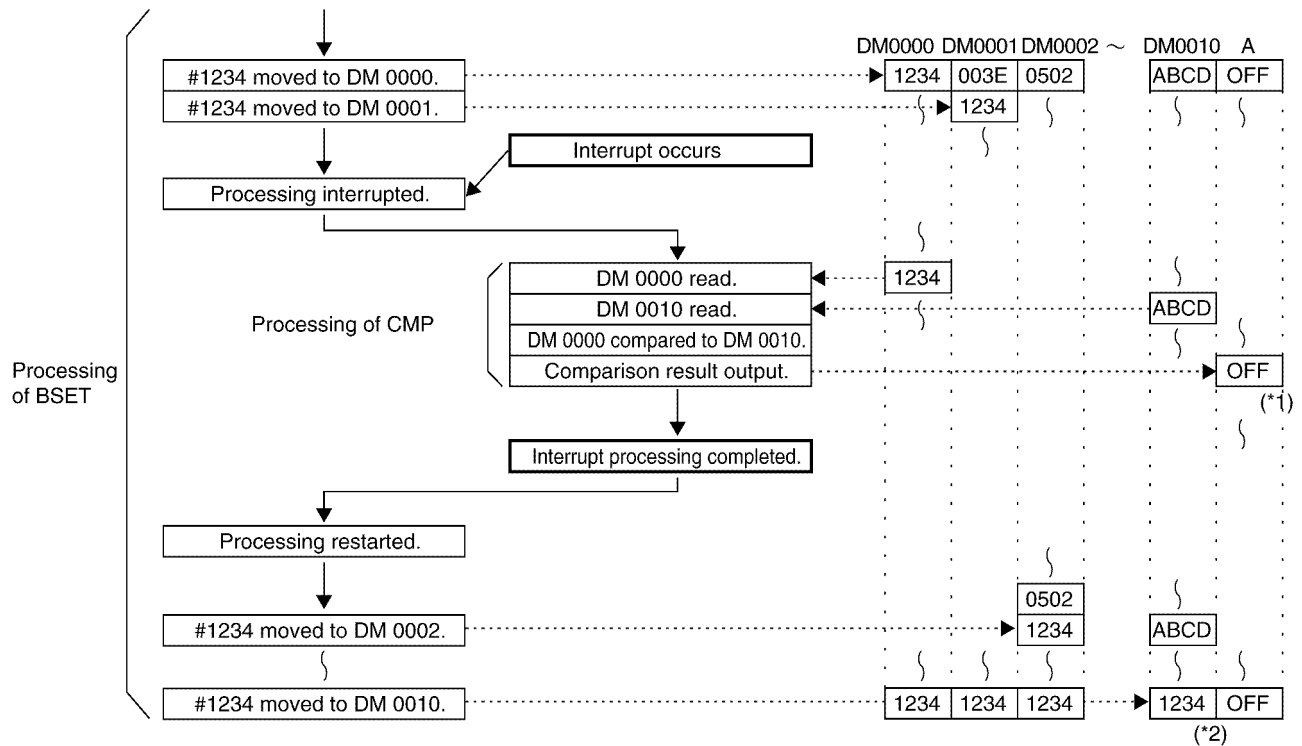 DM0000 DM0001 DM0002 ~ DM0010 A
#1234 moved to DM 0000. 1234 003E 0502 ABCD OFF
#1234 moved to DM 0001. 1234
Interrupt occurs
Processing interrupted.
DM 0000 read. 1234
DM 0010 read. ABCD
Processing of CMP
DM 0000 compared to DM 0010.
Comparison result output. OFF
(*1)
Processing
of BSET
Interrupt processing completed.
Processing restarted.
0502
#1234 moved to DM 0002. 1234 ABCD
#1234 moved to DM 0010. 1234 1234 1234 1234 OFF
(*2)